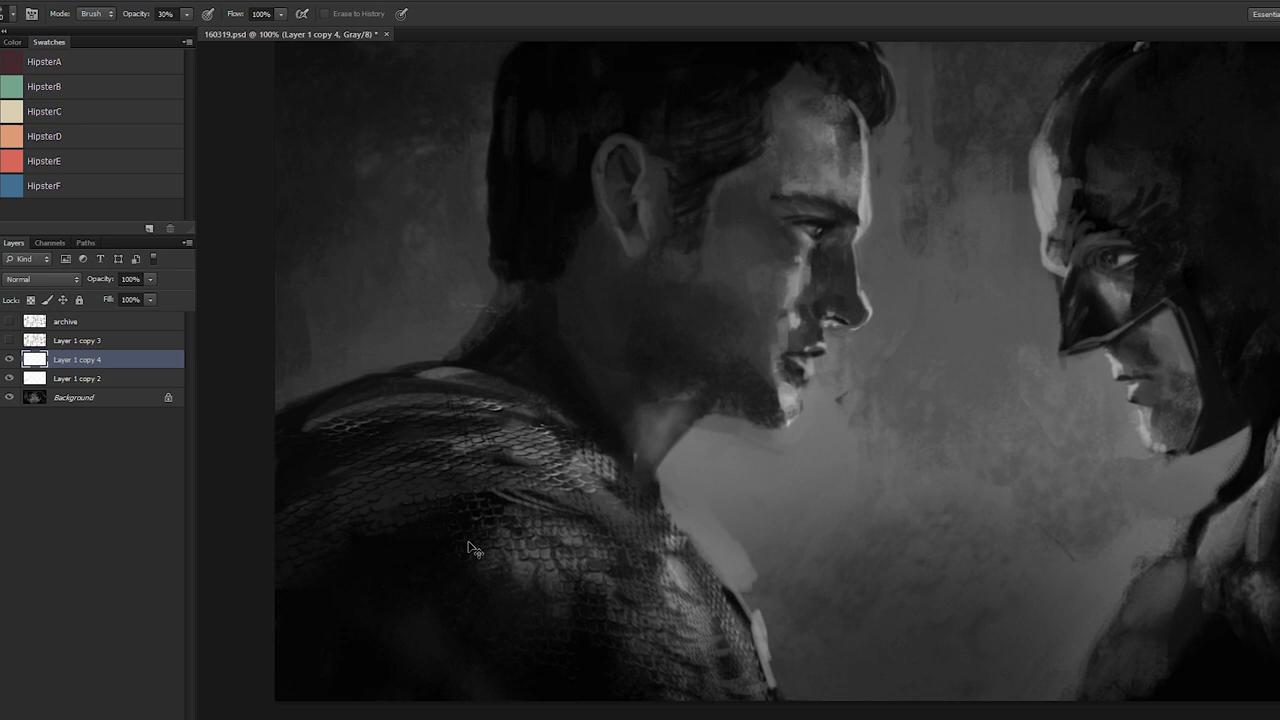 Mode: Brush Opacity: 30% Flow: 100% Erase to History Essentia
160319.psd @ 100% (Layer 1 copy 4, Gray/8) * ×
Color Swatches
HipsterA
HipsterB
HipsterC
HipsterD
HipsterE
HipsterF
Layers Channels Paths
Kind
Normal Opacity: 100%
Lock: Fill: 100%
archive
Layer 1 copy 3
Layer 1 copy 4
Layer 1 copy 2
Background